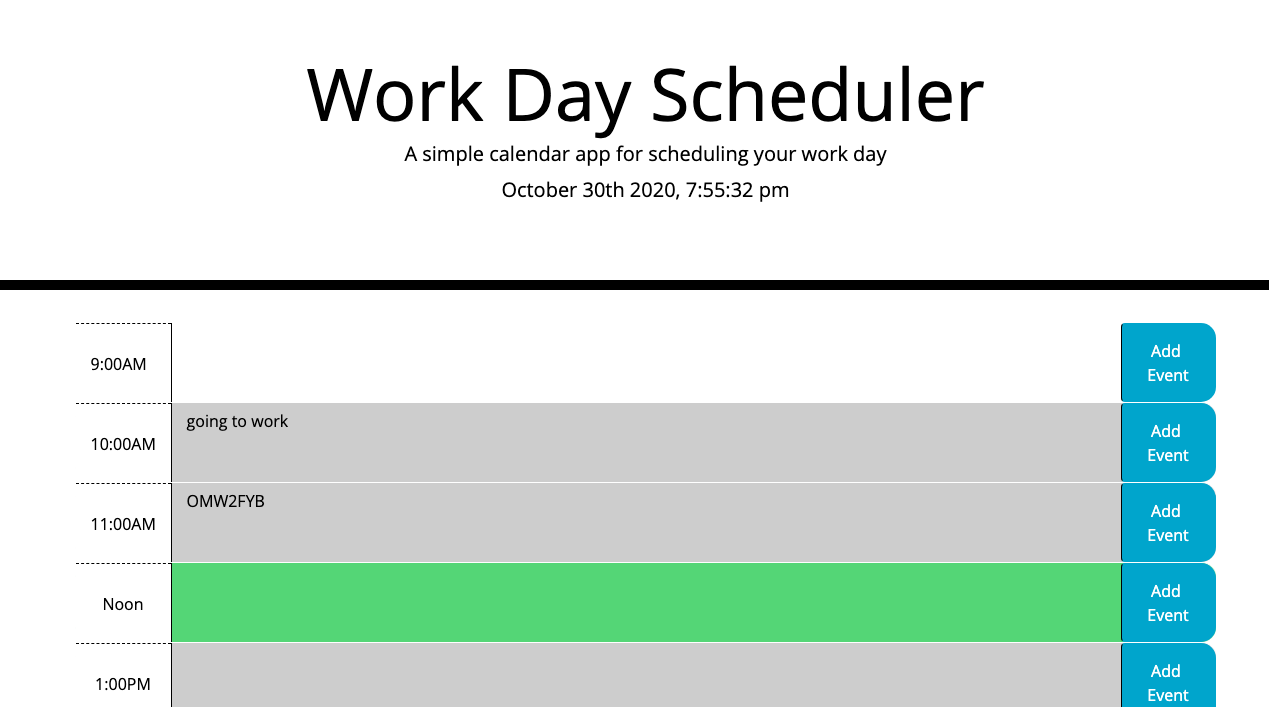 Work Day Scheduler
A simple calendar app for scheduling your work day
October 30th 2020, 7:55:32 pm
9:00AM
Add
Event
10:00AM
going to work
Add
Event
11:00AM
OMW2FYB
Add
Event
Noon
Add
Event
1:00PM
Add
Event